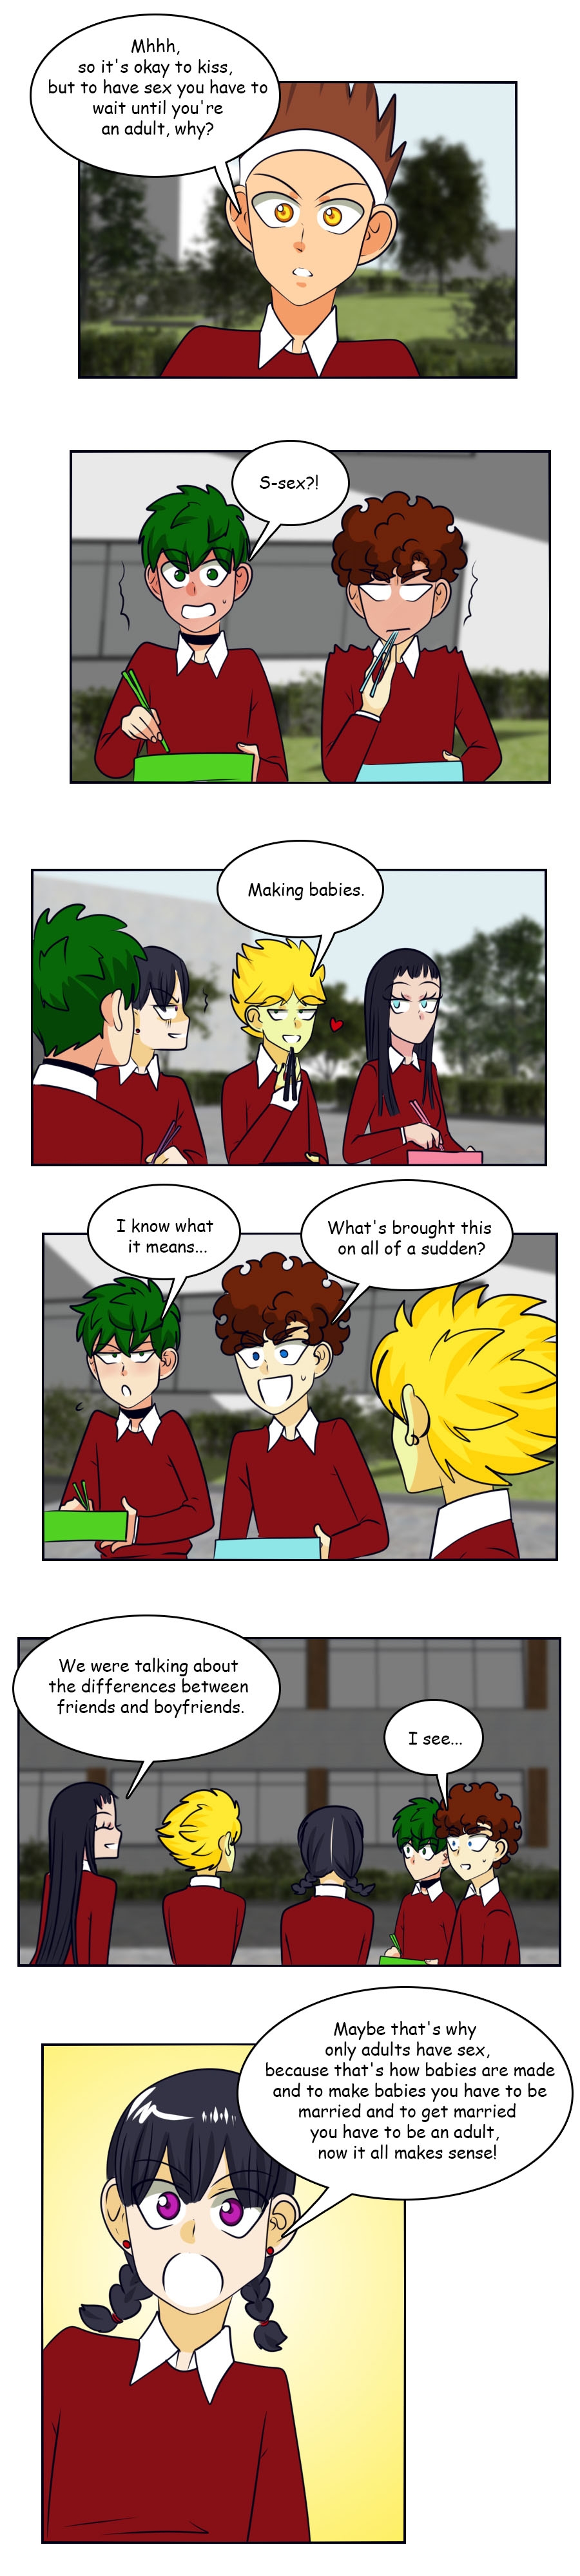 Mhhh,
so it's okay to kiss,
but to have sex you have to
wait until you're
an adult, why?
S-sex?!
Making babies.
I know what
it means...
What's brought this
on all of a sudden?
We were talking about
the differences between
friends and boyfriends.
I see...
Maybe that's why
only adults have sex,
because that's how babies are made
and to make babies you have to be
married and to get married
you have to be an adult,
now it all makes sense!